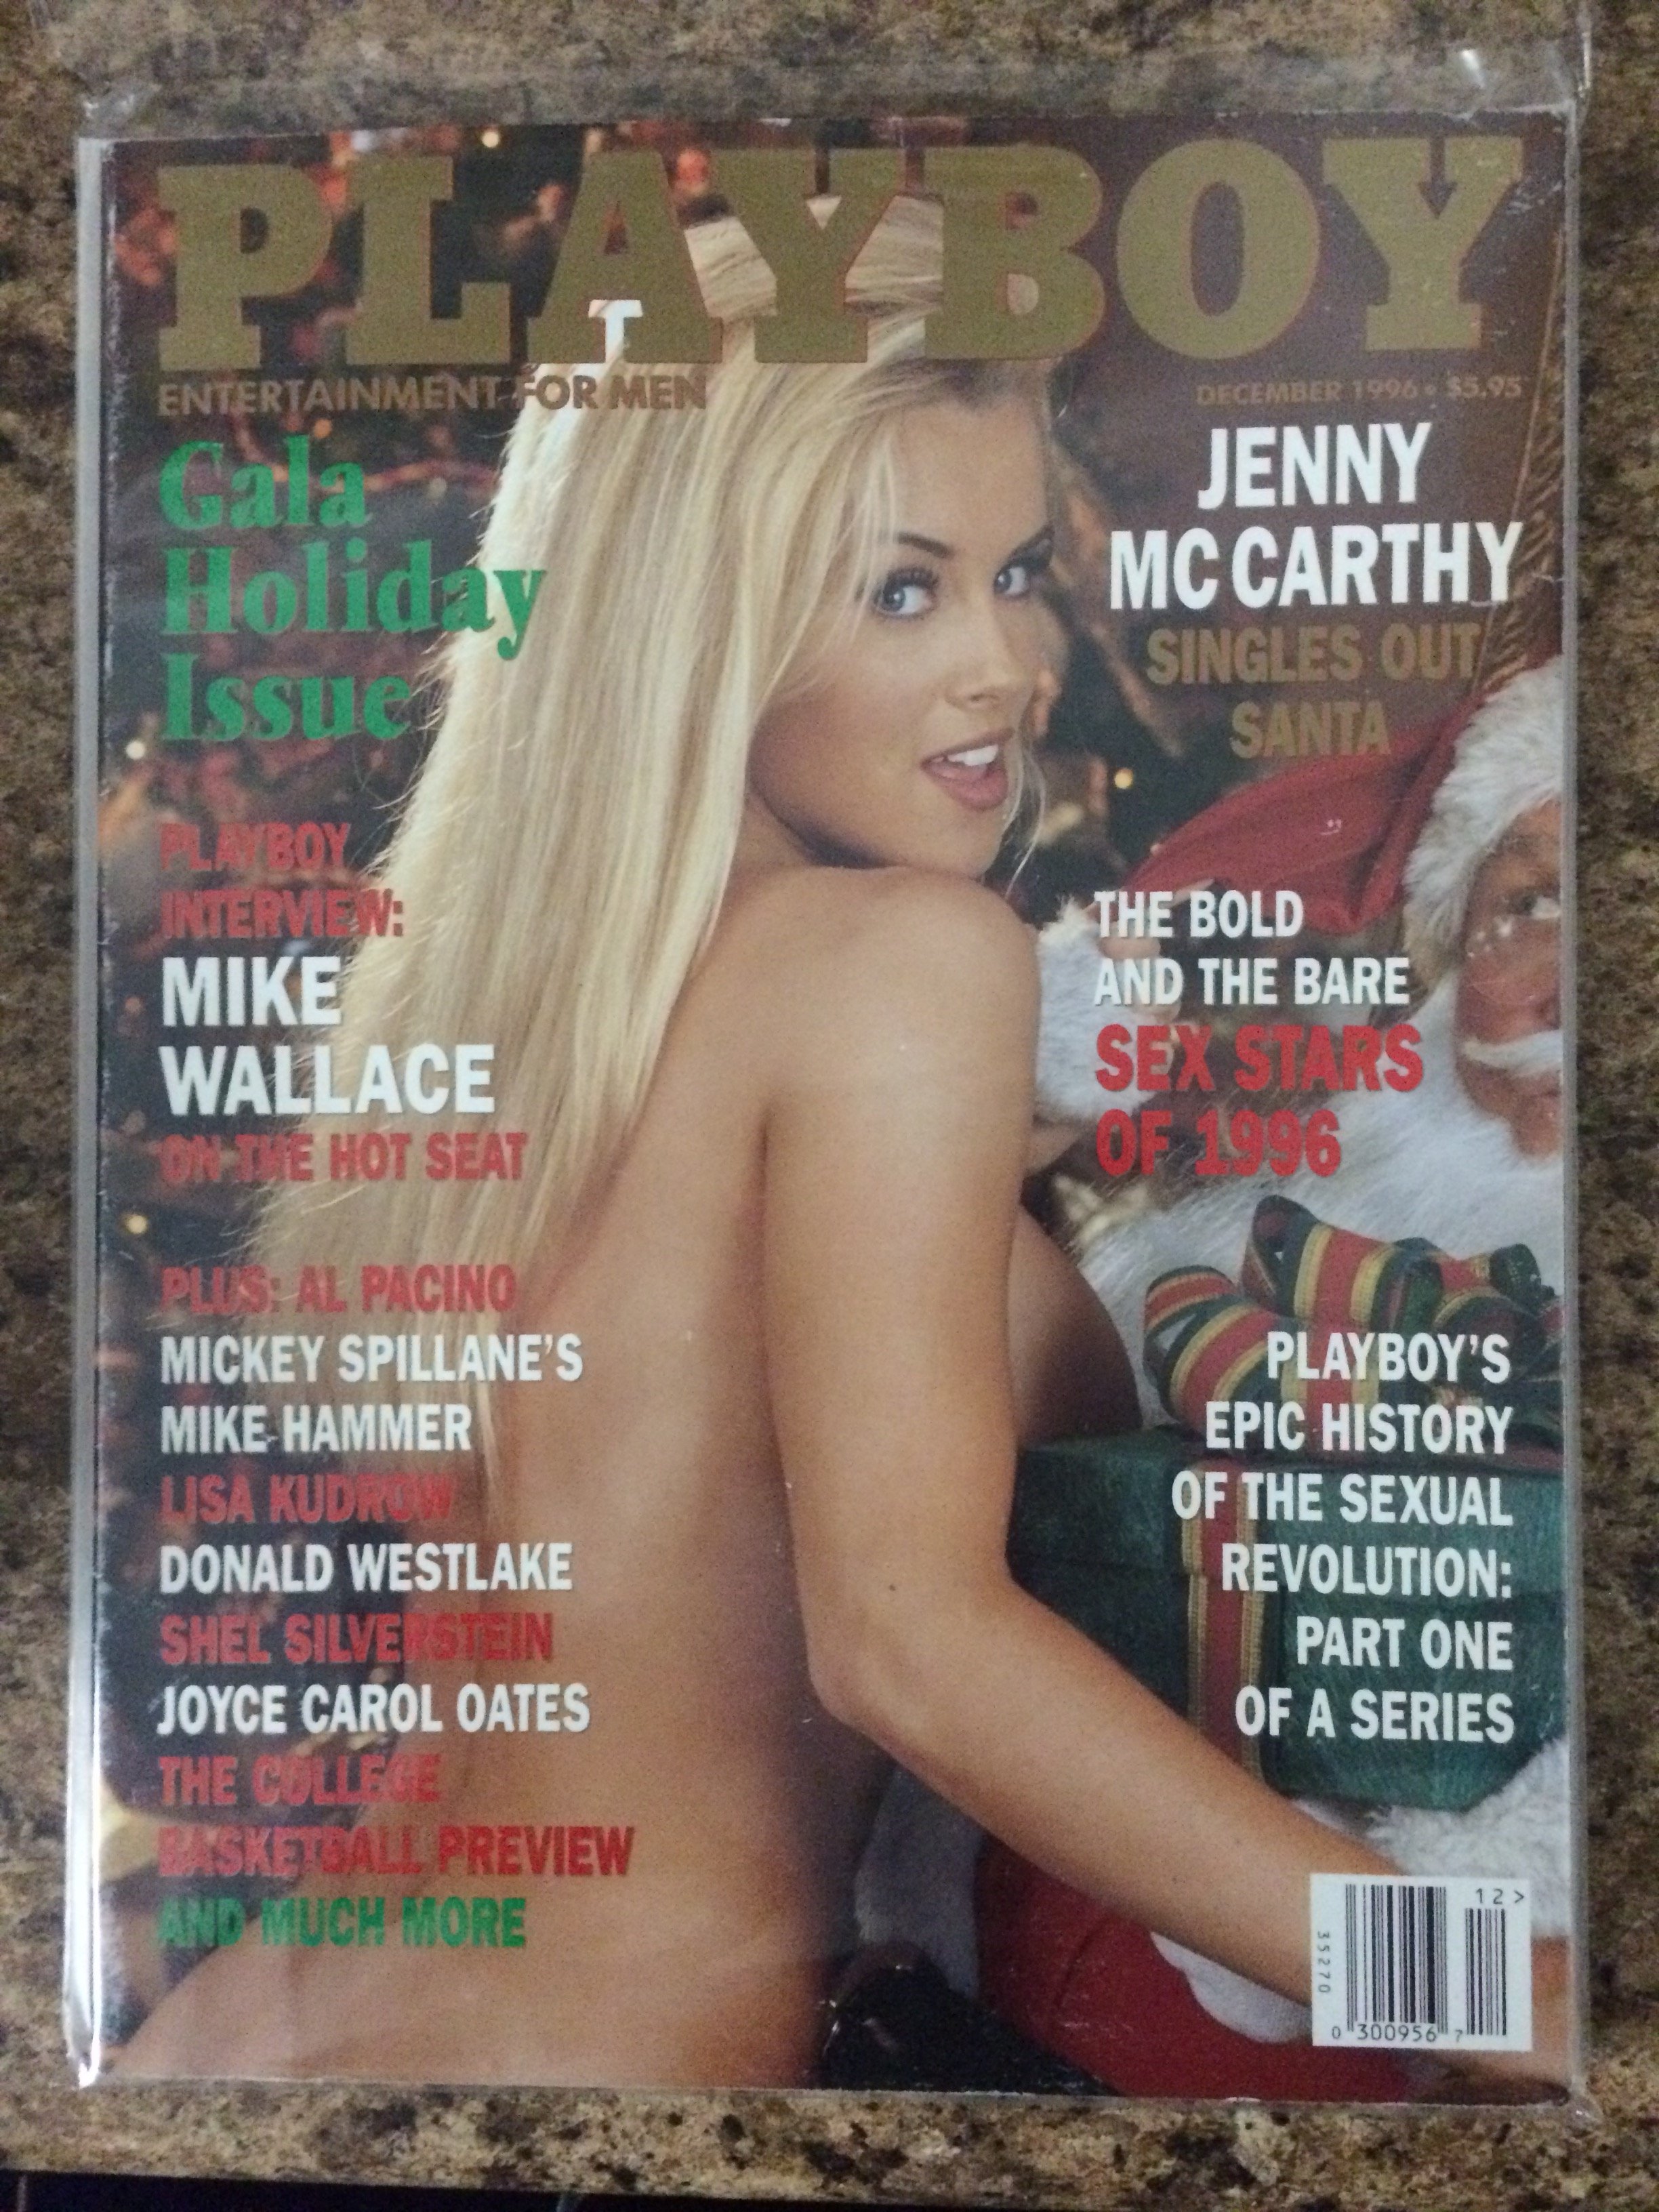 PLAYBOY
ENTERTAINMENT FOR MEN
DECEMBER 1996 • $5.95
Gala
Holiday
Issue
JENNY
MC CARTHY
SINGLES OUT
SANTA
PLAYBOY
INTERVIEW:
MIKE
WALLACE
ON THE HOT SEAT
THE BOLD
AND THE BARE
SEX STARS
OF 1996
PLUS: AL PACINO
MICKEY SPILLANE'S
MIKE HAMMER
LISA KUDROW
DONALD WESTLAKE
SHEL SILVERSTEIN
JOYCE CAROL OATES
THE COLLEGE
BASKETBALL PREVIEW
AND MUCH MORE
PLAYBOY'S
EPIC HISTORY
OF THE SEXUAL
REVOLUTION:
PART ONE
OF A SERIES
12>
35270
0 300956 7